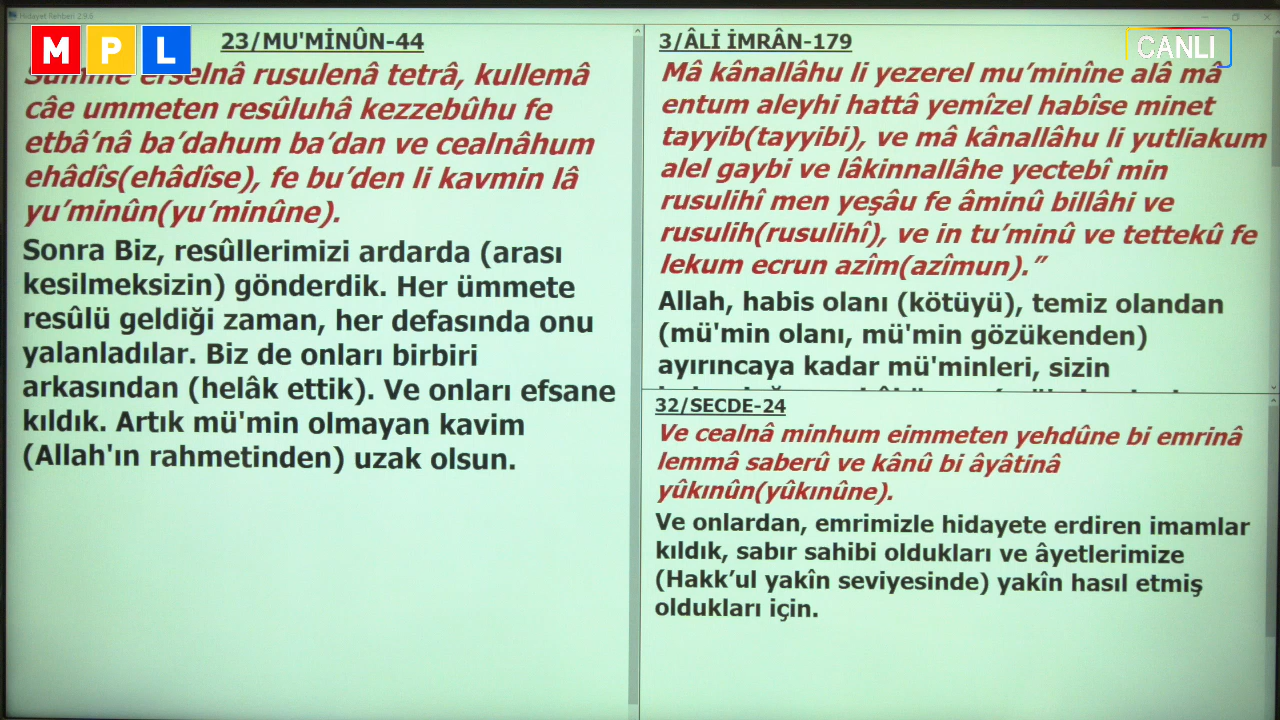 Hidayet Rehberi 2.9.6
MPL
CANLI
23/MU'MİNÛN-44
Summe erselnâ rusulenâ tetrâ, kullemâ
câe ummeten resûluhâ kezzebûhu fe
etbâ’nâ ba’dahum ba’dan ve cealnâhum
ehâdîs(ehâdîse), fe bu’den li kavmin lâ
yu’minûn(yu’minûne).
Sonra Biz, resûllerimizi ardarda (arası
kesilmeksizin) gönderdik. Her ümmete
resûlü geldiği zaman, her defasında onu
yalanladılar. Biz de onları birbiri
arkasından (helâk ettik). Ve onları efsane
kıldık. Artık mü'min olmayan kavim
(Allah'ın rahmetinden) uzak olsun.
3/ÂLİ İMRÂN-179
Mâ kânallâhu li yezerel mu’minîne alâ mâ
entum aleyhi hattâ yemîzel habîse minet
tayyib(tayyibi), ve mâ kânallâhu li yutliakum
alel gaybi ve lâkinnallâhe yectebî min
rusulihî men yeşâu fe âminû billâhi ve
rusulih(rusulihî), ve in tu’minû ve tettekû fe
lekum ecrun azîm(azîmun).”
Allah, habis olanı (kötüyü), temiz olandan
(mü'min olanı, mü'min gözükenden)
ayırıncaya kadar mü'minleri, sizin
32/SECDE-24
Ve cealnâ minhum eimmeten yehdûne bi emrinâ
lemmâ saberû ve kânû bi âyâtinâ
yûkınûn(yûkınûne).
Ve onlardan, emrimizle hidayete erdiren imamlar
kıldık, sabır sahibi oldukları ve âyetlerimize
(Hakk’ul yakîn seviyesinde) yakîn hasıl etmiş
oldukları için.